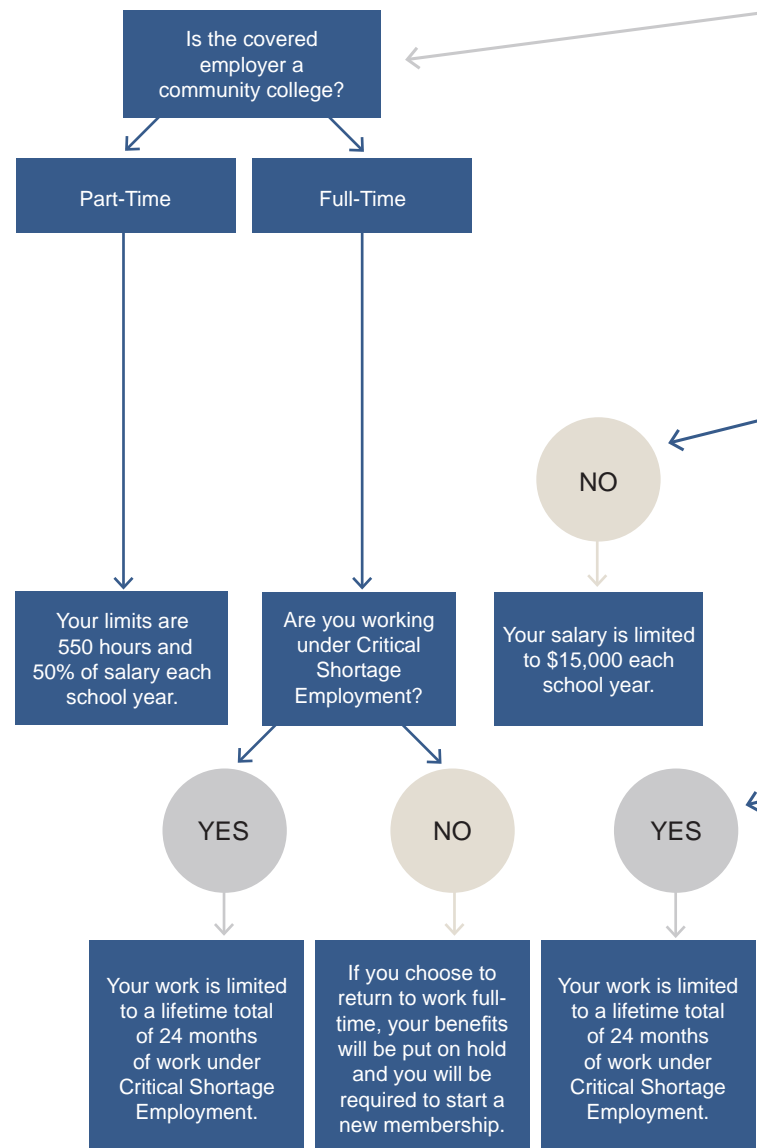 Is the covered
employer a
community college?
Part-Time
Full-Time
NO
Your limits are
550 hours and
50% of salary each
school year.
Are you working
under Critical
Shortage
Employment?
Your salary is limited
to $15,000 each
school year.
YES
NO
YES
Your work is limited
to a lifetime total
of 24 months
of work under
Critical Shortage
Employment.
If you choose to
return to work full-
time, your benefits
will be put on hold
and you will be
required to start a
new membership.
Your work is limited
to a lifetime total
of 24 months
of work under
Critical Shortage
Employment.